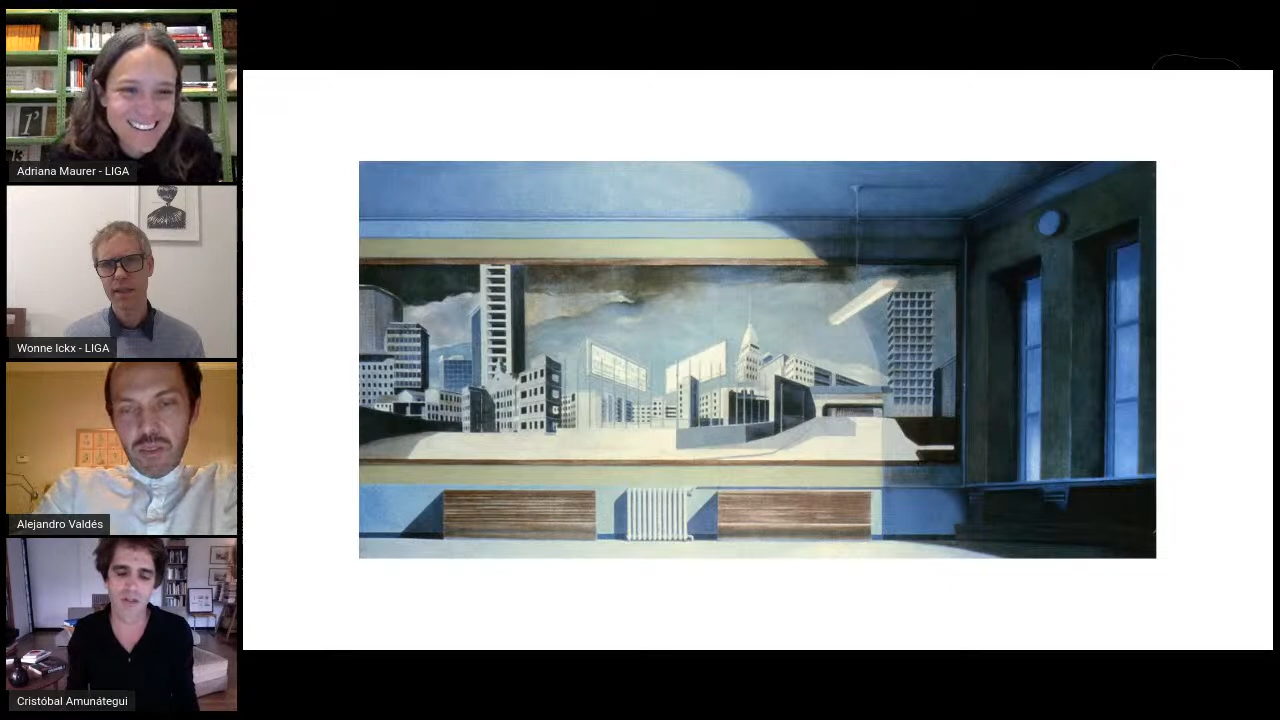 Adriana Maurer - LIGA
Wonne Ickx - LIGA
Alejandro Valdés
Cristóbal Amunátegui